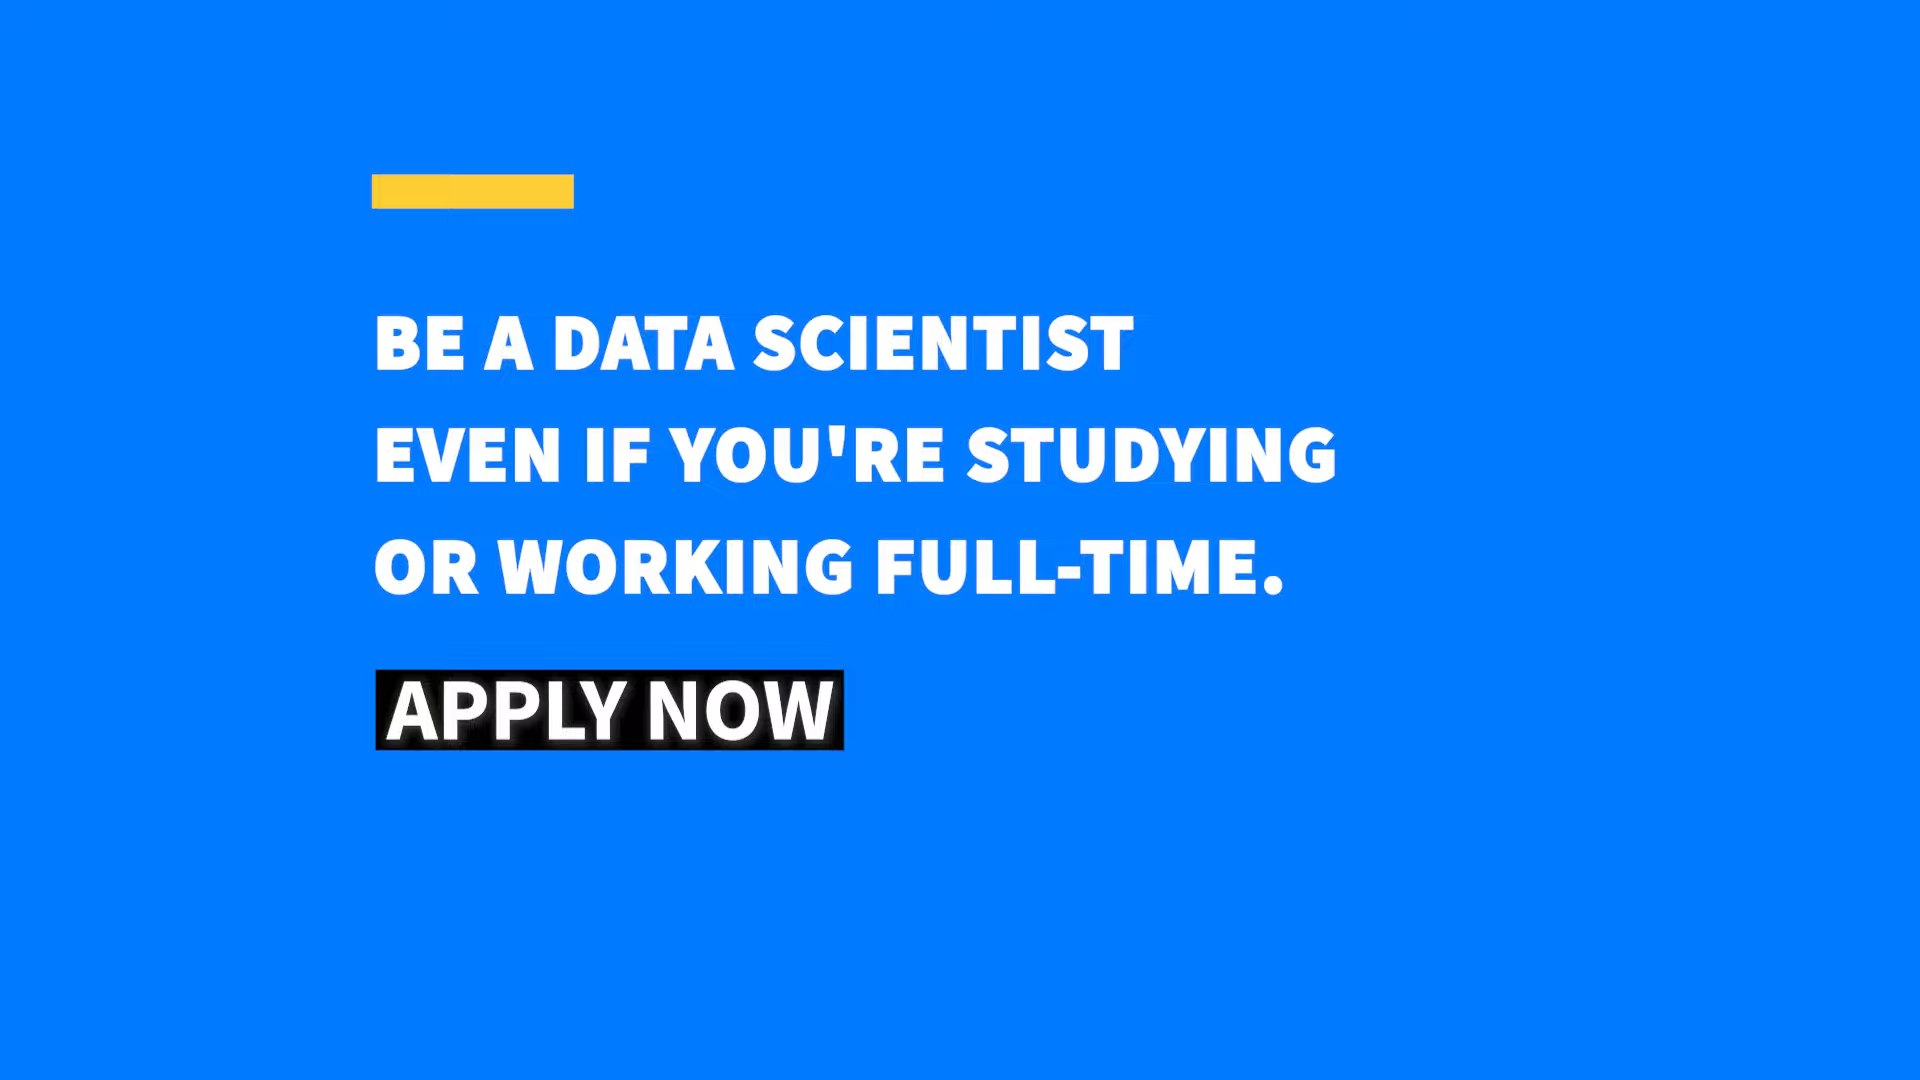 BE A DATA SCIENTIST
EVEN IF YOU'RE STUDYING
OR WORKING FULL-TIME.
APPLY NOW